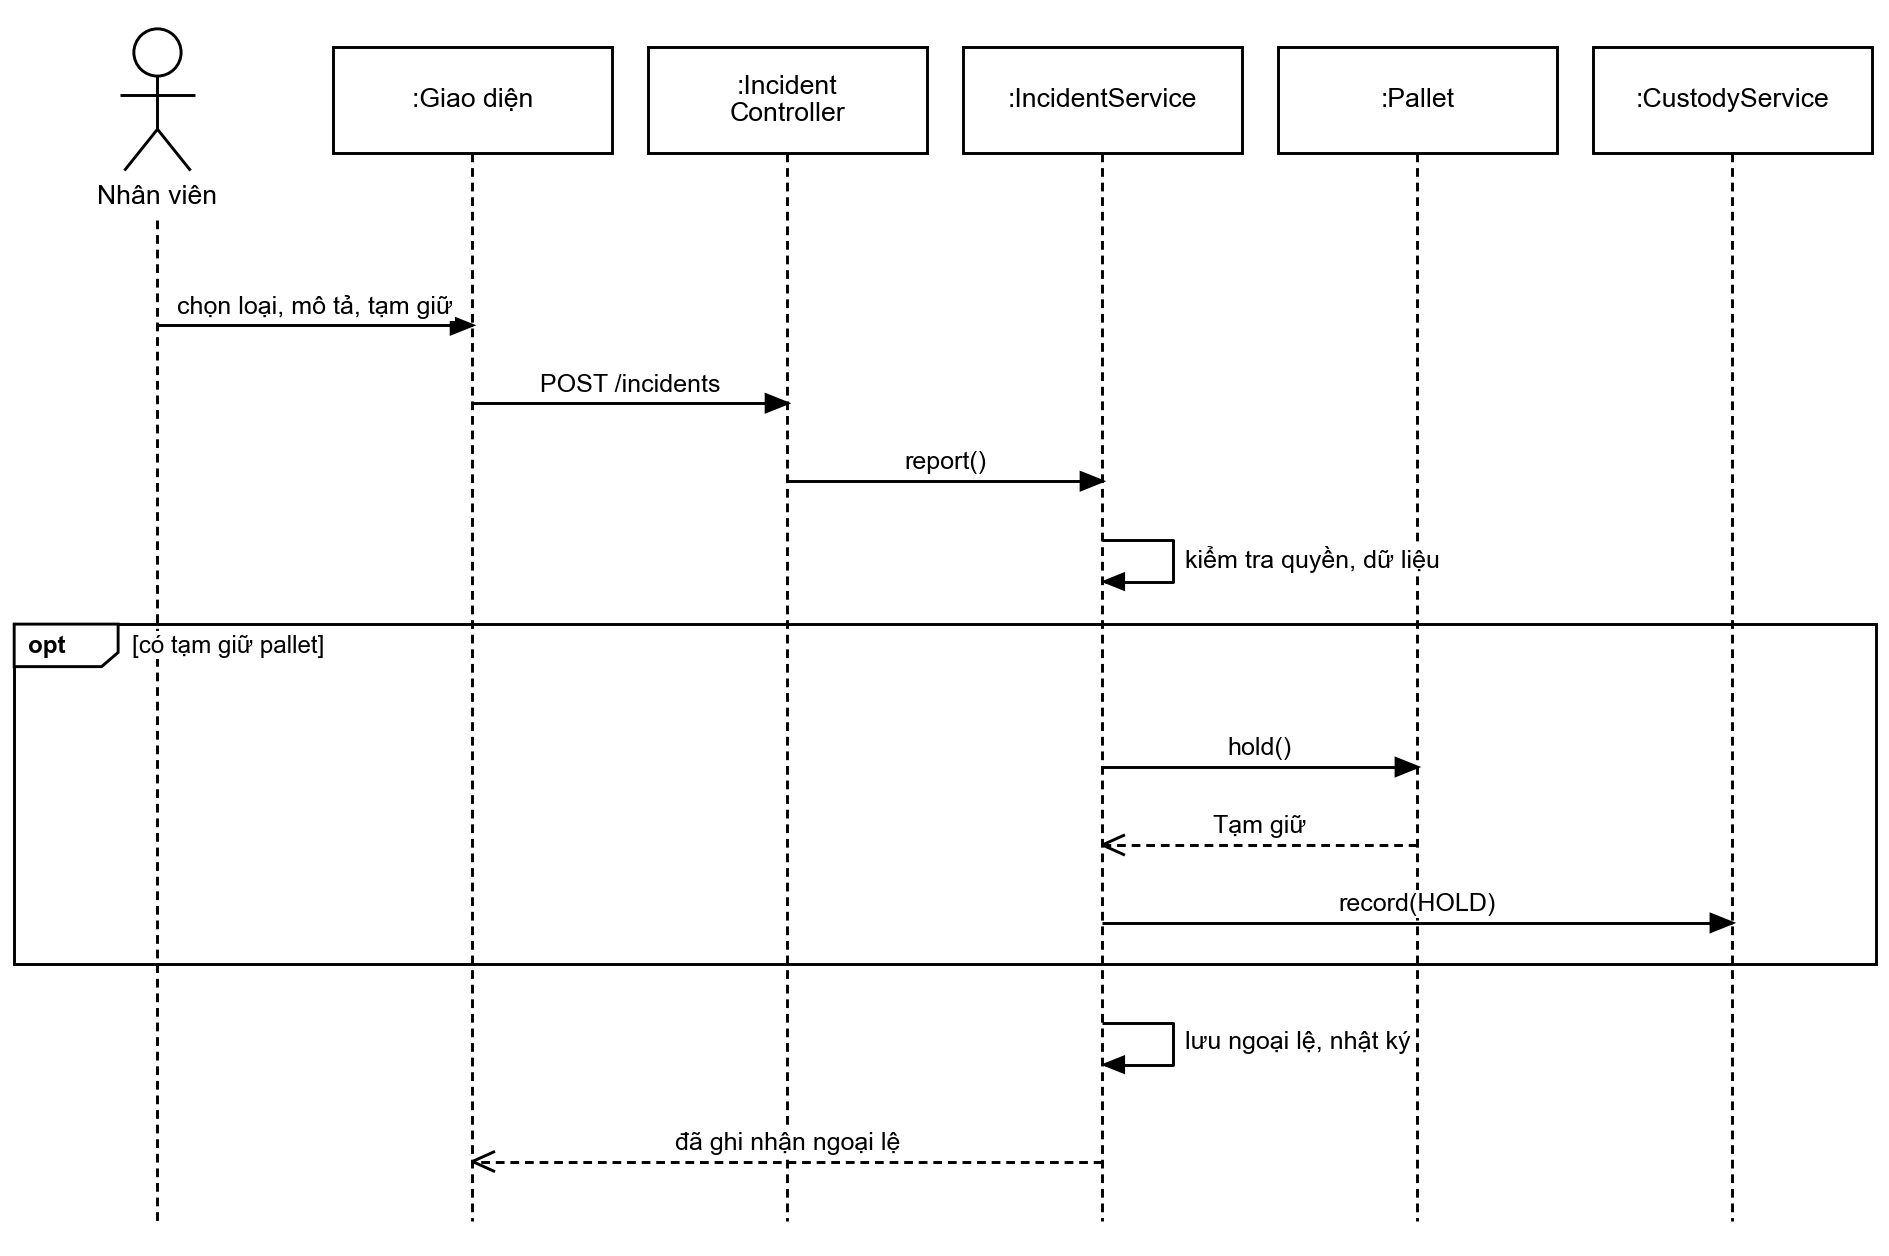 Nhân viên
:Giao diện
:Incident
Controller
:IncidentService
:Pallet
:CustodyService
chọn loại, mô tả, tạm giữ
POST /incidents
report()
kiểm tra quyền, dữ liệu
opt
[có tạm giữ pallet]
hold()
Tạm giữ
record(HOLD)
lưu ngoại lệ, nhật ký
đã ghi nhận ngoại lệ